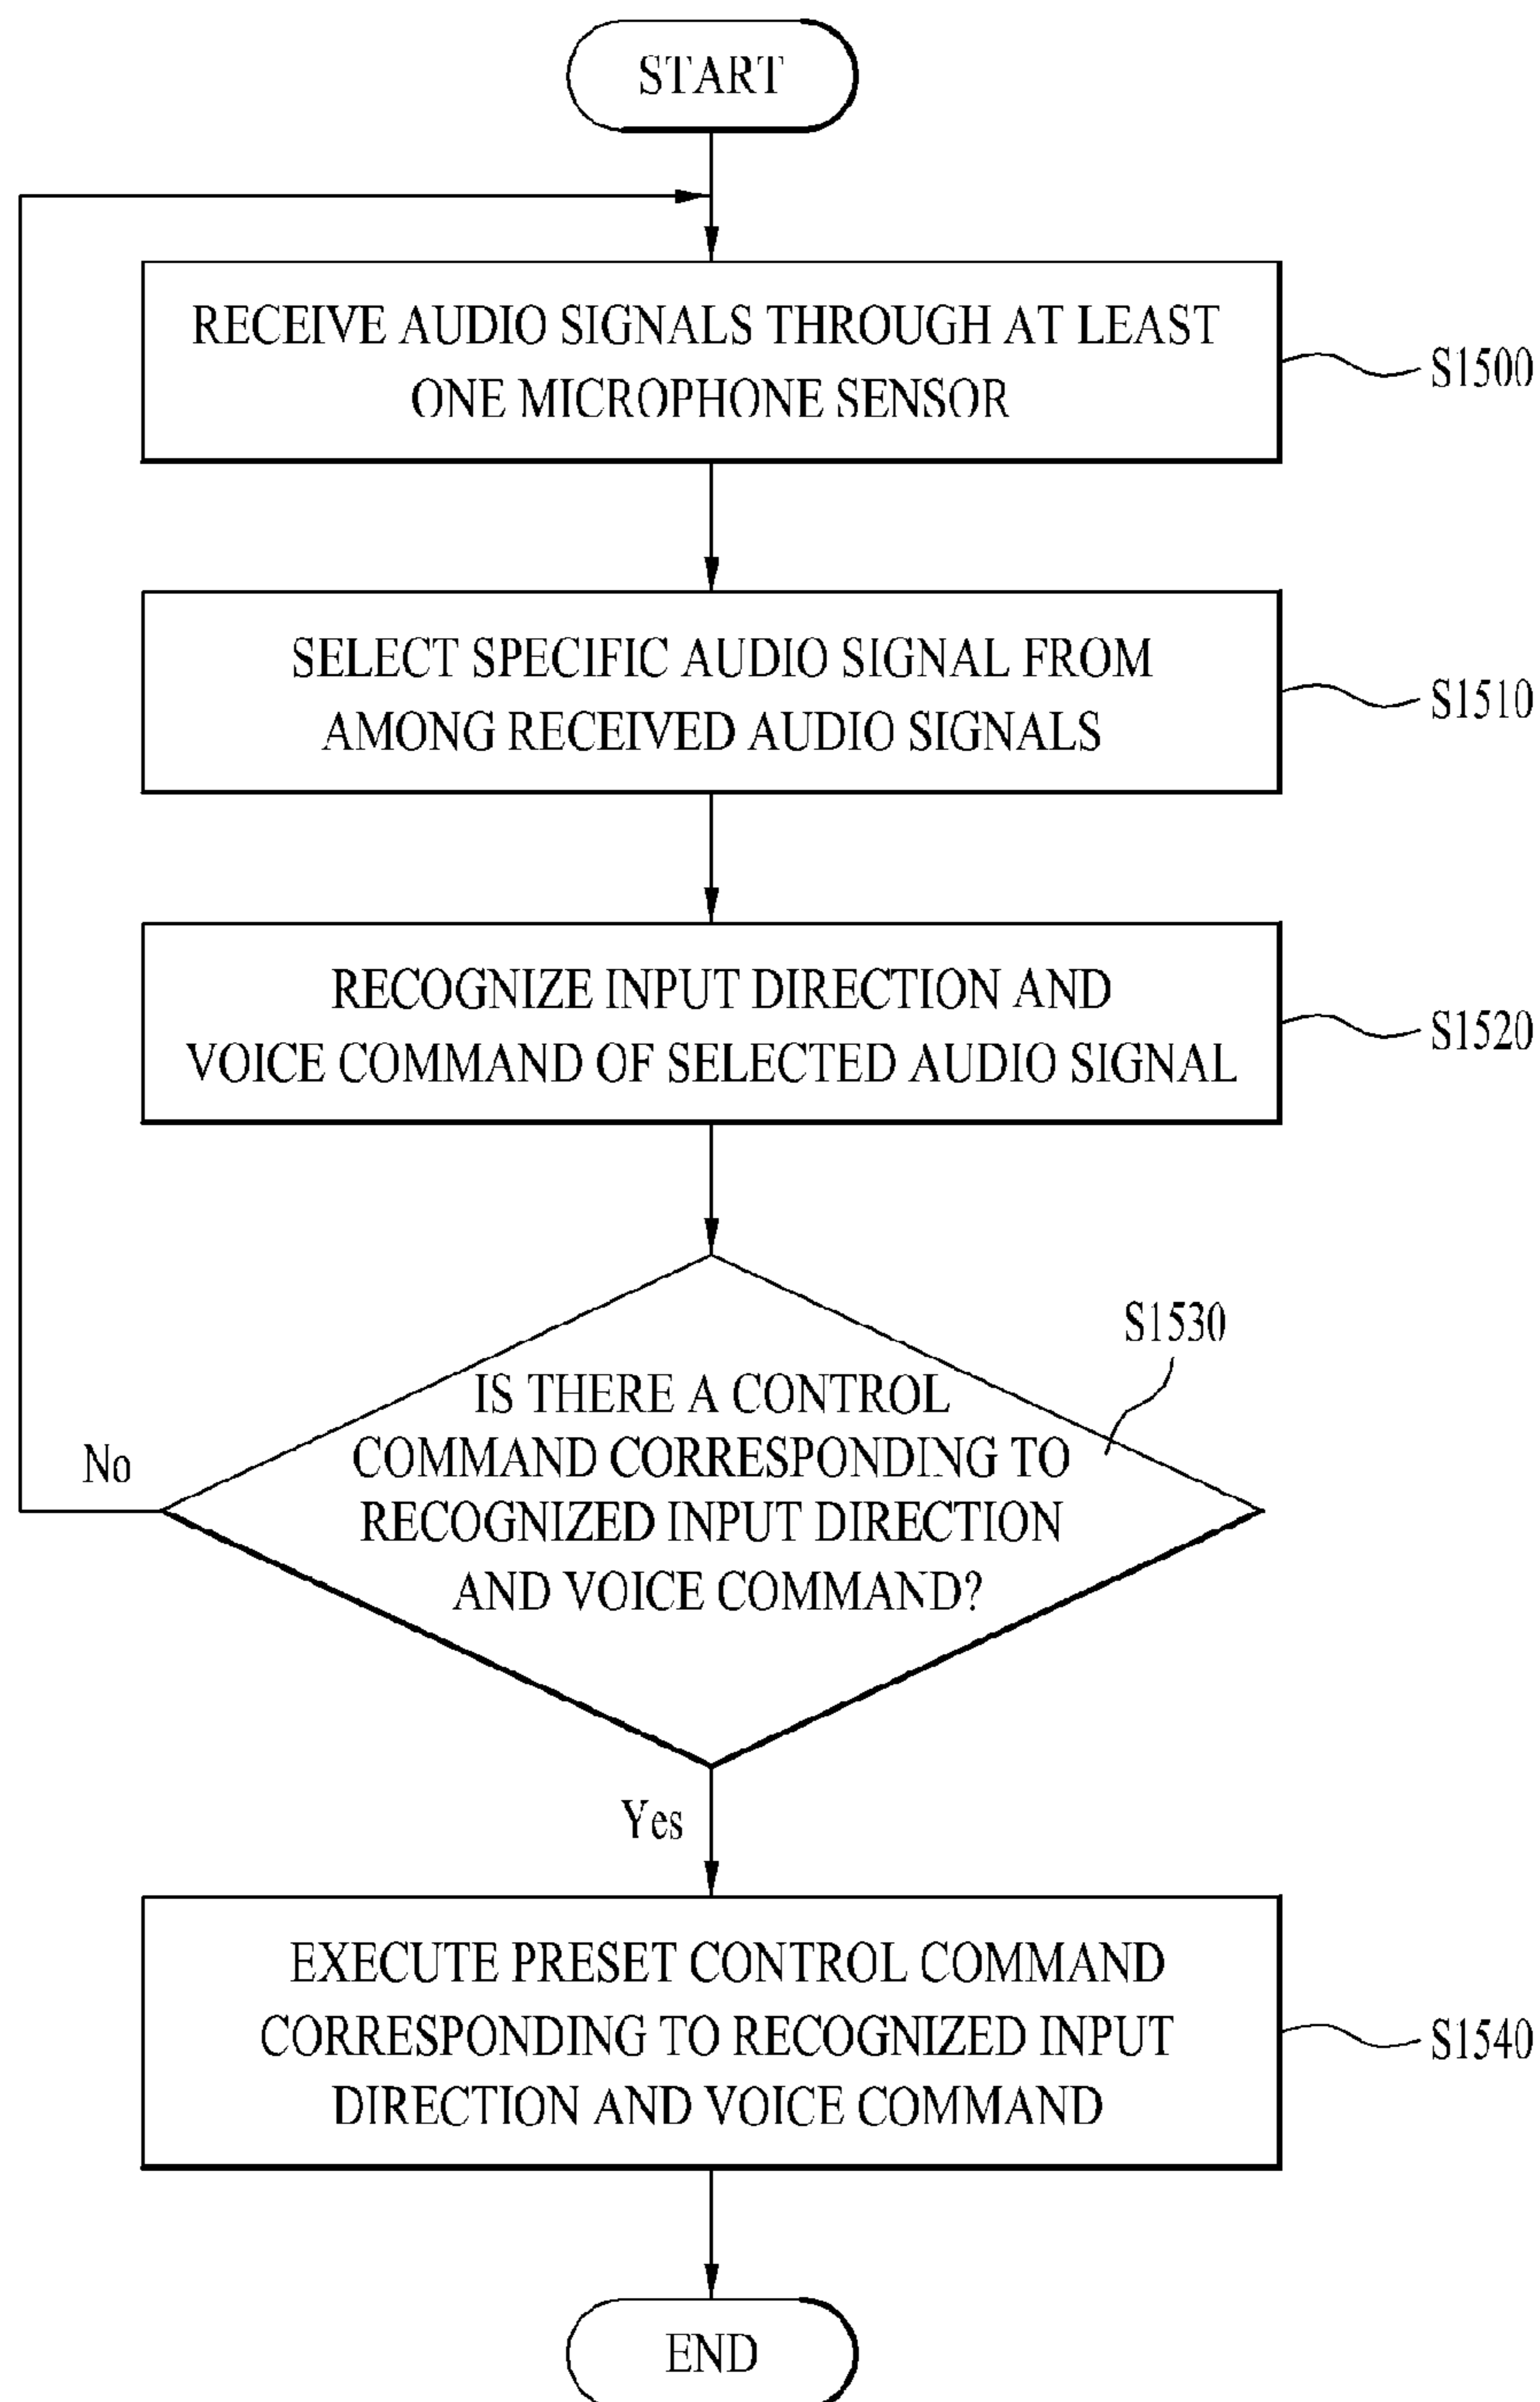 START
RECEIVE AUDIO SIGNALS THROUGH AT LEAST
ONE MICROPHONE SENSOR
S1500
SELECT SPECIFIC AUDIO SIGNAL FROM
AMONG RECEIVED AUDIO SIGNALS
S1510
RECOGNIZE INPUT DIRECTION AND
VOICE COMMAND OF SELECTED AUDIO SIGNAL
S1520
S1530
IS THERE A CONTROL
COMMAND CORRESPONDING TO
RECOGNIZED INPUT DIRECTION
AND VOICE COMMAND?
No
Yes
EXECUTE PRESET CONTROL COMMAND
CORRESPONDING TO RECOGNIZED INPUT
DIRECTION AND VOICE COMMAND
S1540
END